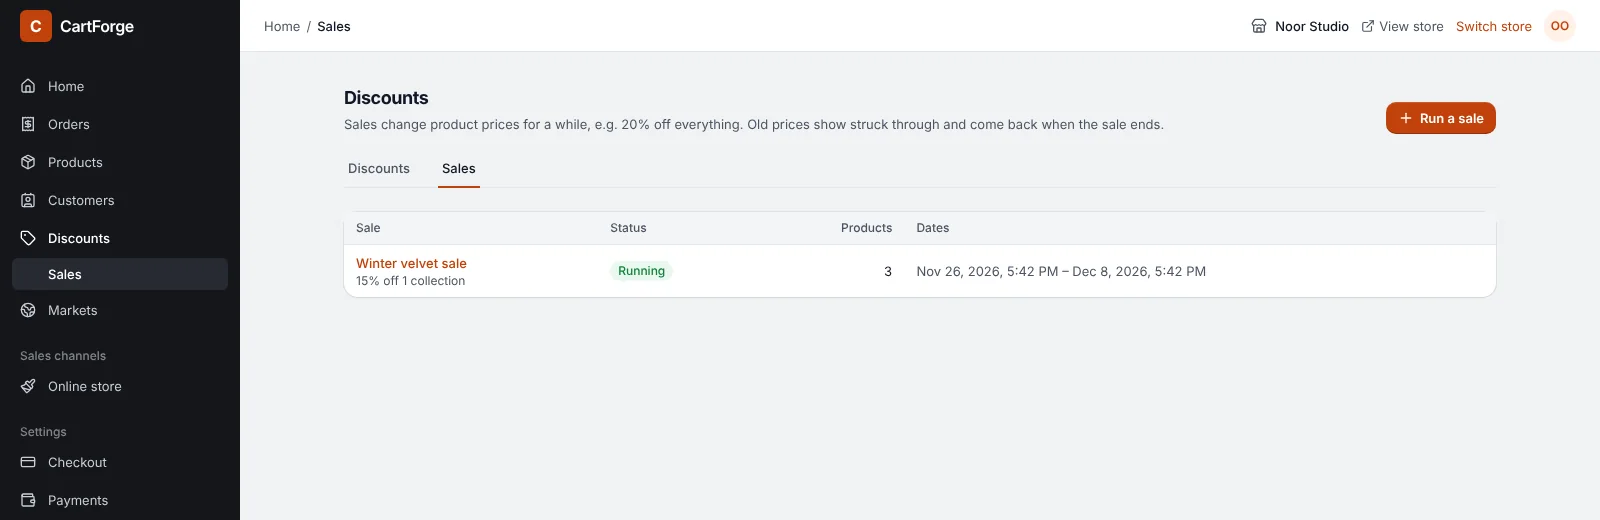 C CartForge
Home / Sales
Noor Studio
View store
Switch store
OO
Home
Orders
Products
Customers
Discounts
Sales
Markets
Sales channels
Online store
Settings
Checkout
Payments
Discounts
Sales change product prices for a while, e.g. 20% off everything. Old prices show struck through and come back when the sale ends.
+ Run a sale
Discounts Sales
Sale Status Products Dates
Winter velvet sale Running 3 Nov 26, 2026, 5:42 PM – Dec 8, 2026, 5:42 PM
15% off 1 collection